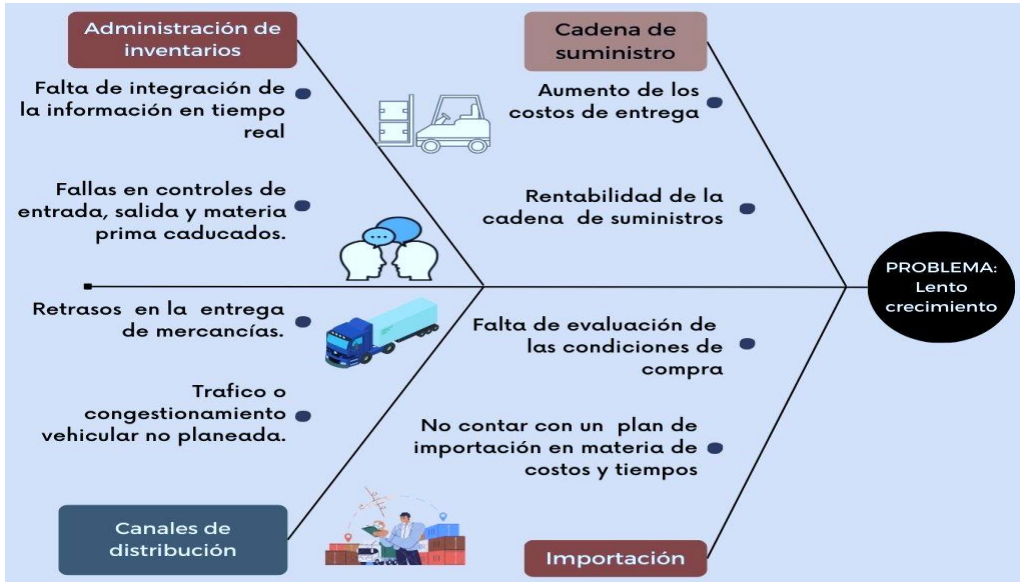 Administración de
inventarios
Falta de integración de
la información en tiempo
real
Fallas en controles de
entrada, salida y materia
prima caducados.
Cadena de
suministro
Aumento de los
costos de entrega
Rentabilidad de la
cadena de suministros
PROBLEMA:
Lento
crecimiento
Retrasos en la entrega
de mercancías.
Trafico o
congestionamiento
vehicular no planeada.
Canales de
distribución
Falta de evaluación de
las condiciones de
compra
No contar con un plan de
importación en materia de
costos y tiempos
Importación